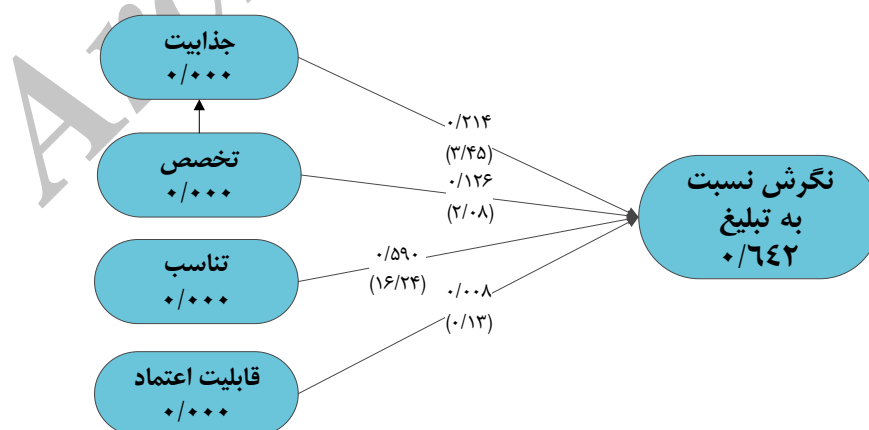 جذابیت
۰/۰۰۰
تخصص
۰/۰۰۰
تناسب
۰/۰۰۰
قابلیت اعتماد
۰/۰۰۰
۰/۲۱۴
(۳/۴۵)
۰/۱۲۶
(۲/۰۸)
۰/۵۹۰
(۱۶/۲۴)
۰/۰۰۸
(۰/۱۳)
نگرش نسبت
به تبلیغ
۰/٦٤٢